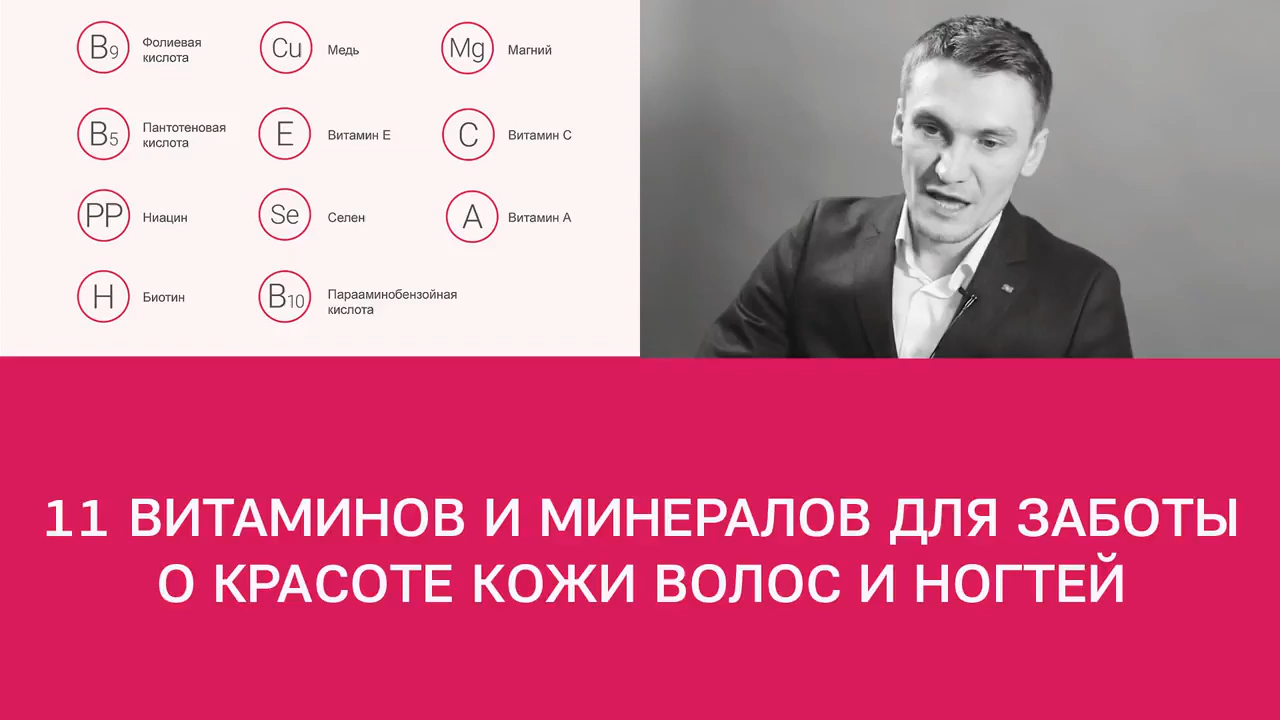 B9 Фолиевая
кислота
Cu Медь
Mg Магний
B5 Пантотеновая
кислота
E Витамин E
C Витамин C
PP Ниацин
Se Селен
A Витамин A
H Биотин
B10 Парааминобензойная
кислота
11 ВИТАМИНОВ И МИНЕРАЛОВ ДЛЯ ЗАБОТЫ
О КРАСОТЕ КОЖИ ВОЛОС И НОГТЕЙ